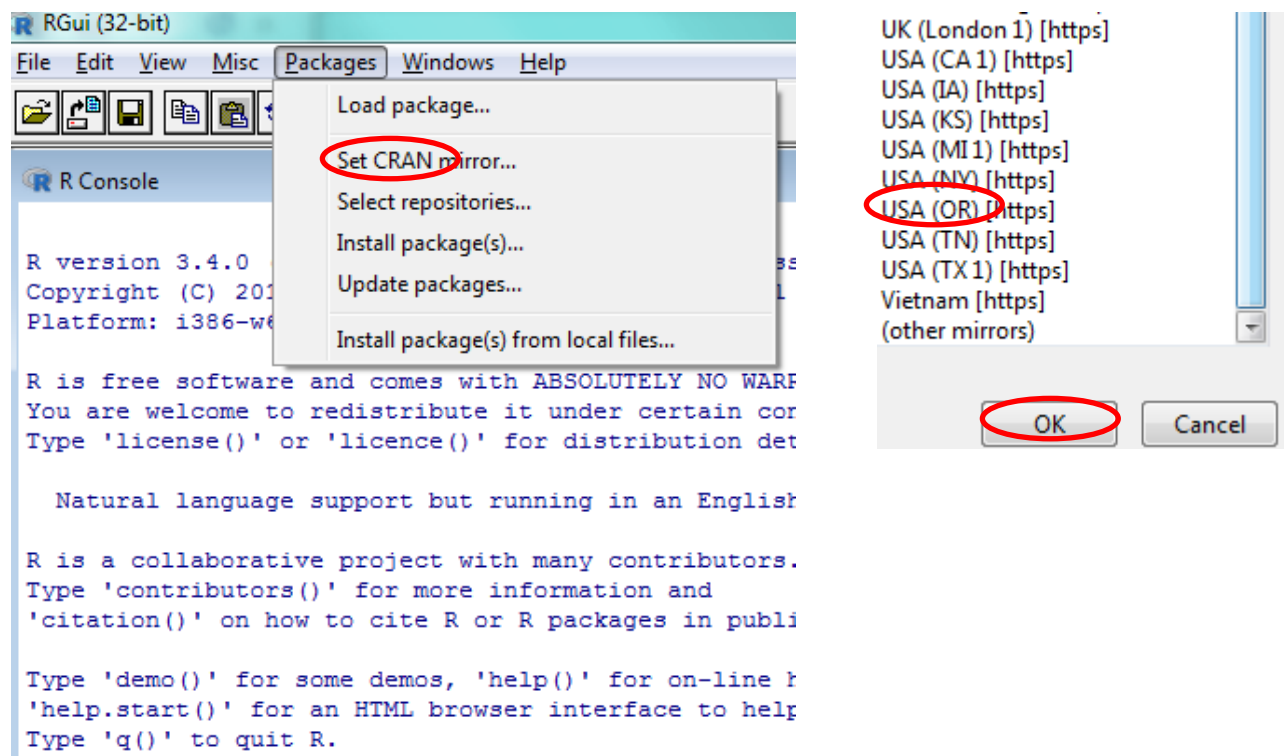 RGui (32-bit)
File Edit View Misc Packages Windows Help
Load package...
Set CRAN mirror...
Select repositories...
Install package(s)...
Update packages...
Install package(s) from local files...
R Console
R version 3.4.0
Copyright (C) 201
Platform: i386-w6
R is free software and comes with ABSOLUTELY NO WARR
You are welcome to redistribute it under certain con
Type 'license()' or 'licence()' for distribution det
Natural language support but running in an English
R is a collaborative project with many contributors.
Type 'contributors()' for more information and
'citation()' on how to cite R or R packages in publi
Type 'demo()' for some demos, 'help()' for on-line h
'help.start()' for an HTML browser interface to help
Type 'q()' to quit R.
UK (London 1) [https]
USA (CA 1) [https]
USA (IA) [https]
USA (KS) [https]
USA (MI 1) [https]
USA (NY) [https]
USA (OR) [https]
USA (TN) [https]
USA (TX 1) [https]
Vietnam [https]
(other mirrors)
OK Cancel